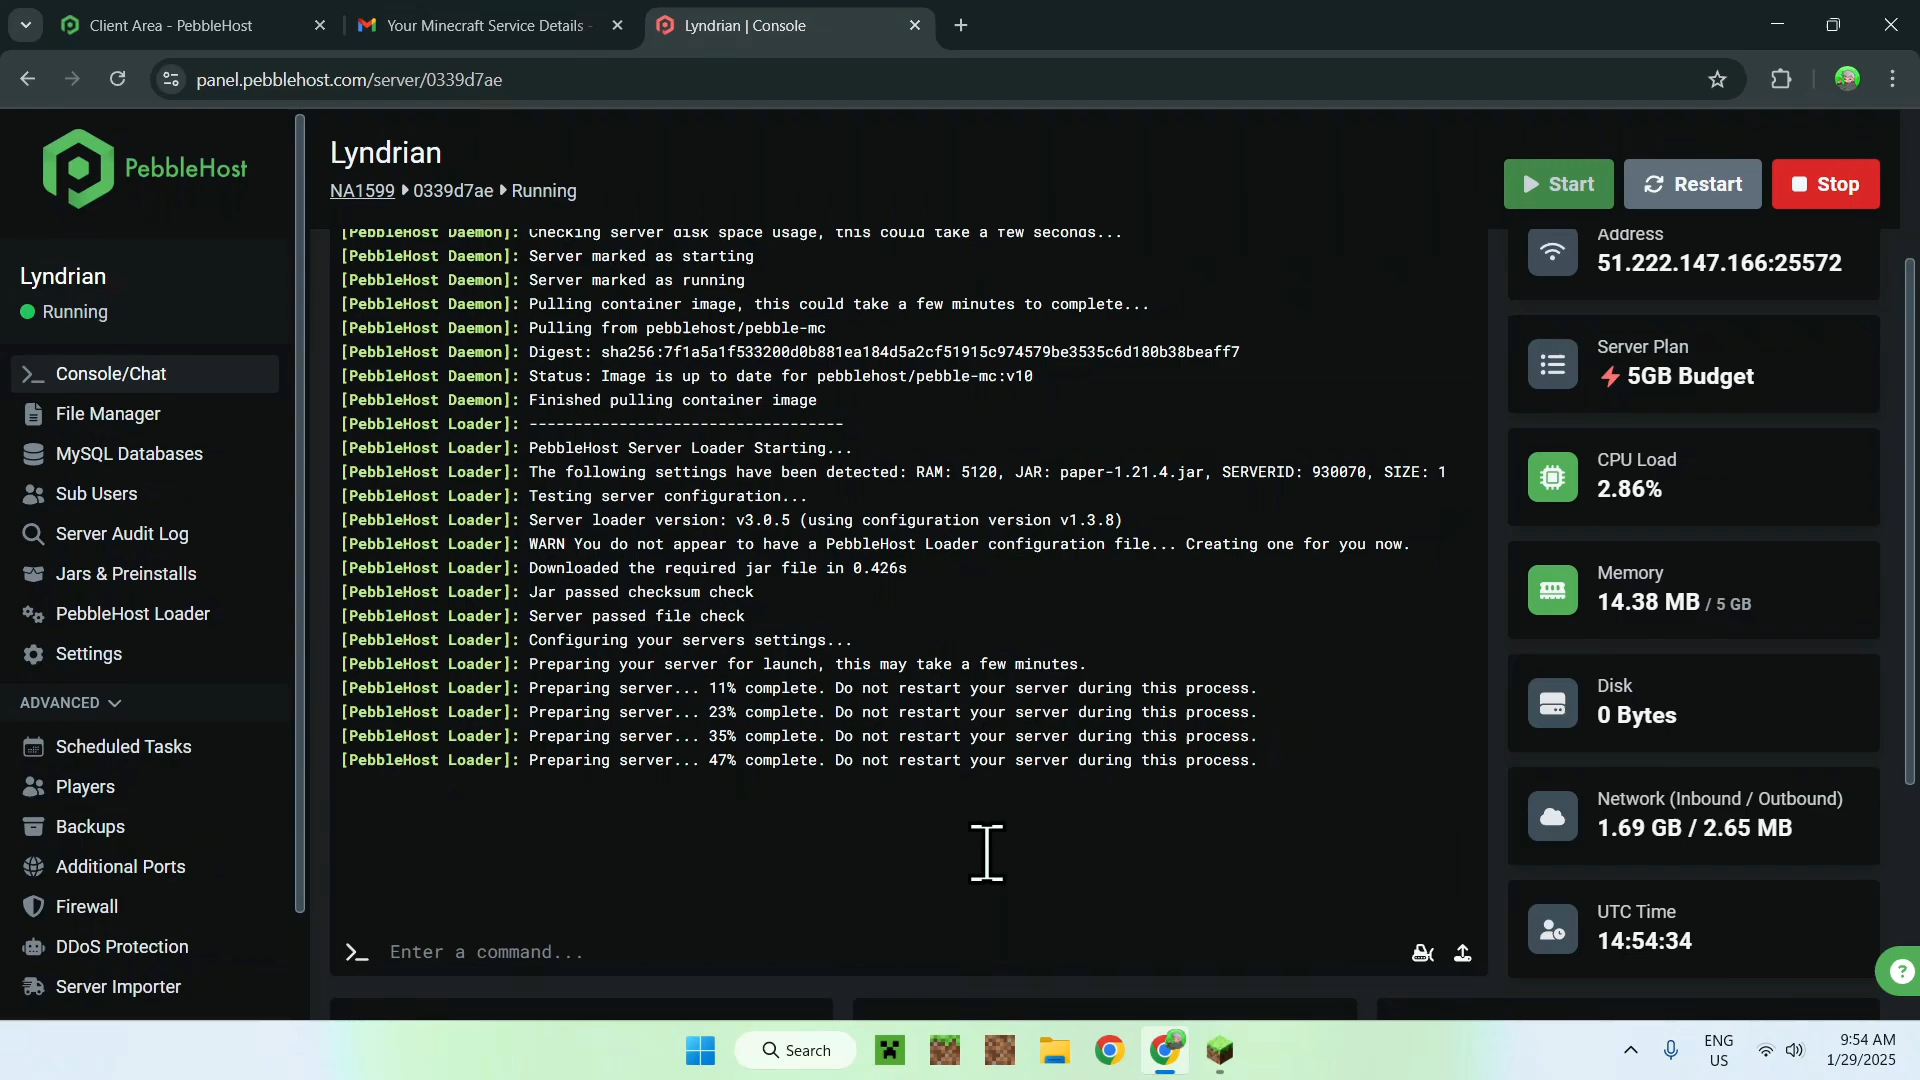 Client Area - PebbleHost
Your Minecraft Service Details -
Lyndrian | Console
panel.pebblehost.com/server/0339d7ae
PebbleHost
Lyndrian
Running
Console/Chat
File Manager
MySQL Databases
Sub Users
Server Audit Log
Jars & Preinstalls
PebbleHost Loader
Settings
ADVANCED
Scheduled Tasks
Players
Backups
Additional Ports
Firewall
DDoS Protection
Server Importer
Lyndrian
NA1599 0339d7ae Running
Start
Restart
Stop
[PebbleHost Daemon]: Checking server disk space usage, this could take a few seconds...
[PebbleHost Daemon]: Server marked as starting
[PebbleHost Daemon]: Server marked as running
[PebbleHost Daemon]: Pulling container image, this could take a few minutes to complete...
[PebbleHost Daemon]: Pulling from pebblehost/pebble-mc
[PebbleHost Daemon]: Digest: sha256:7f1a5a1f533200d0b881ea184d5a2cf51915c974579be3535c6d180b38beaff7
[PebbleHost Daemon]: Status: Image is up to date for pebblehost/pebble-mc:v10
[PebbleHost Daemon]: Finished pulling container image
[PebbleHost Loader]: -----------------------------------
[PebbleHost Loader]: PebbleHost Server Loader Starting...
[PebbleHost Loader]: The following settings have been detected: RAM: 5120, JAR: paper-1.21.4.jar, SERVERID: 930070, SIZE: 1
[PebbleHost Loader]: Testing server configuration...
[PebbleHost Loader]: Server loader version: v3.0.5 (using configuration version v1.3.8)
[PebbleHost Loader]: WARN You do not appear to have a PebbleHost Loader configuration file... Creating one for you now.
[PebbleHost Loader]: Downloaded the required jar file in 0.426s
[PebbleHost Loader]: Jar passed checksum check
[PebbleHost Loader]: Server passed file check
[PebbleHost Loader]: Configuring your servers settings...
[PebbleHost Loader]: Preparing your server for launch, this may take a few minutes.
[PebbleHost Loader]: Preparing server... 11% complete. Do not restart your server during this process.
[PebbleHost Loader]: Preparing server... 23% complete. Do not restart your server during this process.
[PebbleHost Loader]: Preparing server... 35% complete. Do not restart your server during this process.
[PebbleHost Loader]: Preparing server... 47% complete. Do not restart your server during this process.
Enter a command...
Address
51.222.147.166:25572
Server Plan
5GB Budget
CPU Load
2.86%
Memory
14.38 MB / 5 GB
Disk
0 Bytes
Network (Inbound / Outbound)
1.69 GB / 2.65 MB
UTC Time
14:54:34
?
Search
ENG
US
9:54 AM
1/29/2025